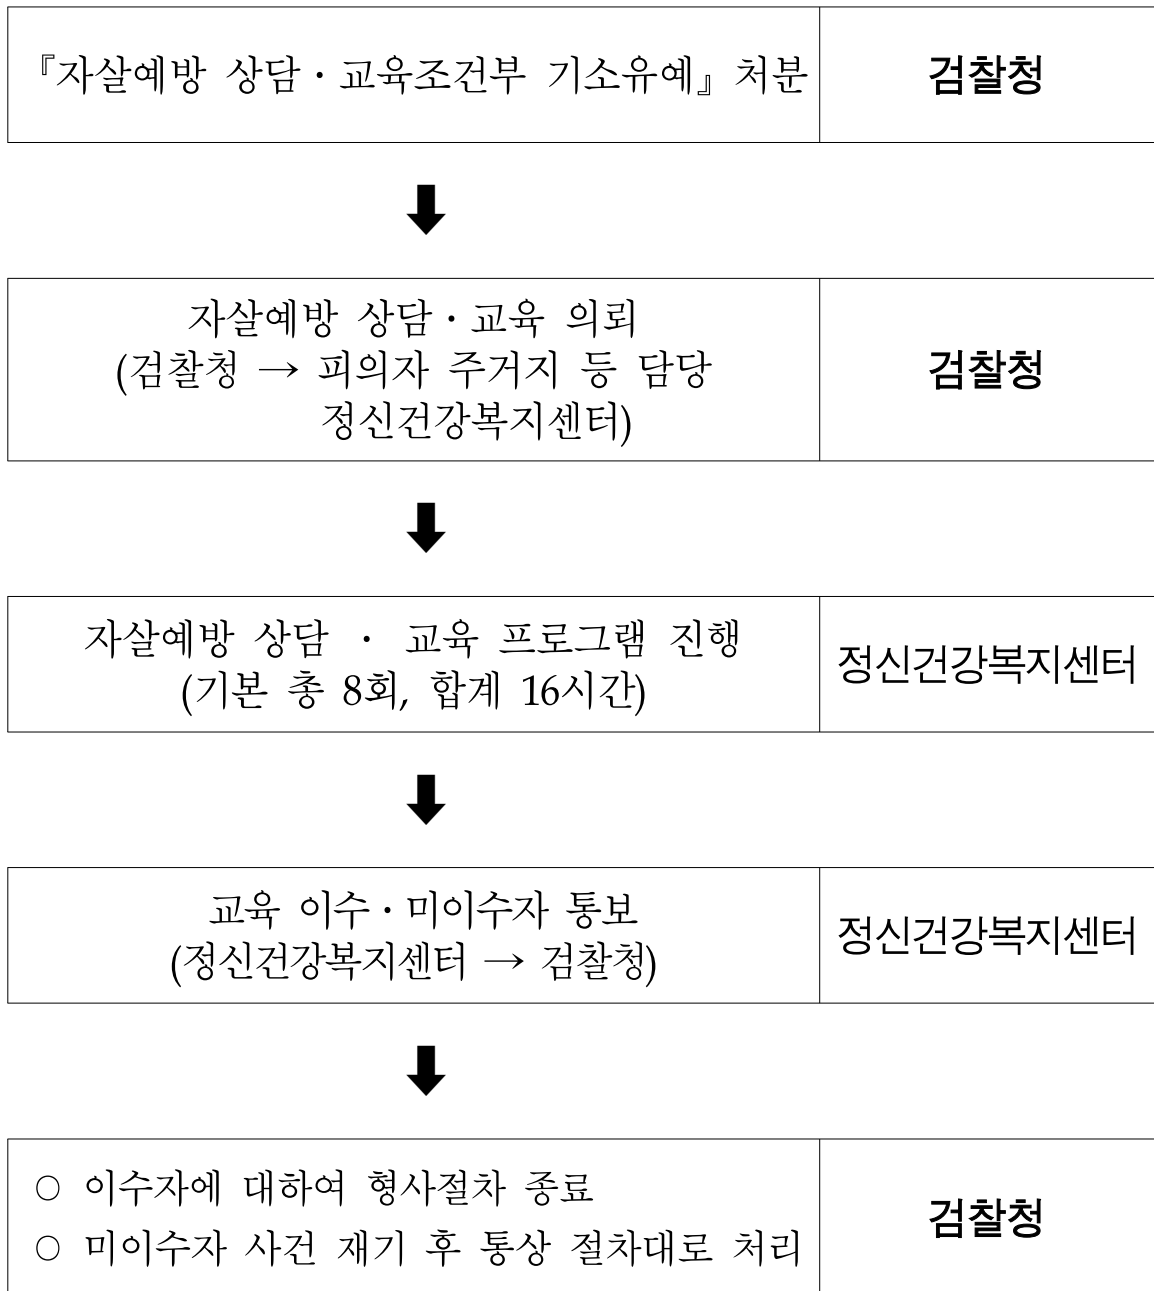 『자살예방 상담·교육조건부 기소유예』 처분
검찰청
자살예방 상담·교육 의뢰
(검찰청 → 피의자 주거지 등 담당
정신건강복지센터)
검찰청
자살예방 상담 · 교육 프로그램 진행
(기본 총 8회, 합계 16시간)
정신건강복지센터
교육 이수·미이수자 통보
(정신건강복지센터 → 검찰청)
정신건강복지센터
○ 이수자에 대하여 형사절차 종료
○ 미이수자 사건 재기 후 통상 절차대로 처리
검찰청